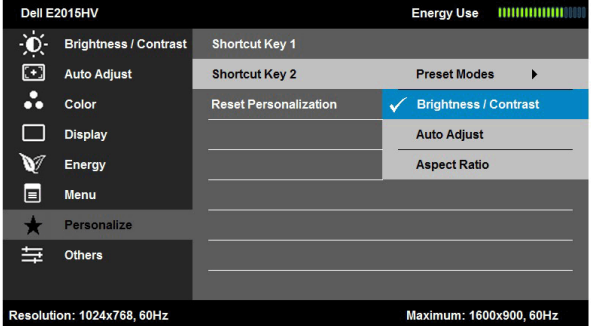 Dell E2015HV Energy Use
Brightness / Contrast Shortcut Key 1
Auto Adjust Shortcut Key 2 Preset Modes
Color Reset Personalization Brightness / Contrast
Display Auto Adjust
Energy Aspect Ratio
Menu
Personalize
Others
Resolution: 1024x768, 60Hz Maximum: 1600x900, 60Hz